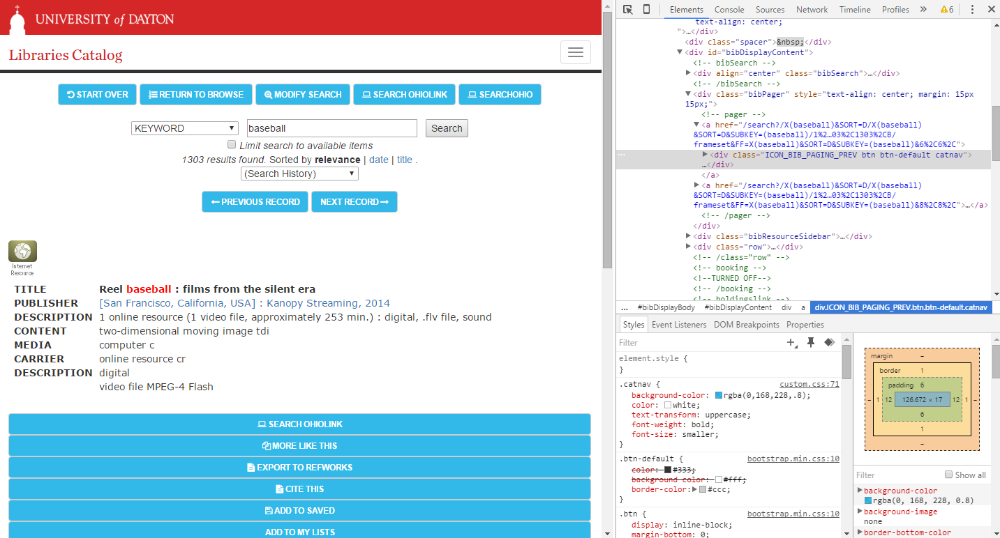 UNIVERSITY of DAYTON
Libraries Catalog
START OVER
RETURN TO BROWSE
MODIFY SEARCH
SEARCH OHIOLINK
SEARCHOHIO
KEYWORD
baseball
Search
Limit search to available items
1303 results found. Sorted by relevance | date | title .
(Search History)
PREVIOUS RECORD
NEXT RECORD
Internet
Resource
TITLE Reel baseball : films from the silent era
PUBLISHER [San Francisco, California, USA] : Kanopy Streaming, 2014
DESCRIPTION 1 online resource (1 video file, approximately 253 min.) : digital, .flv file, sound
CONTENT two-dimensional moving image tdi
MEDIA computer c
CARRIER online resource cr
DESCRIPTION digital
video file MPEG-4 Flash
SEARCH OHIOLINK
MORE LIKE THIS
EXPORT TO REFWORKS
CITE THIS
ADD TO SAVED
ADD TO MY LISTS
Elements Console Sources Network Timeline Profiles » 6
text-align: center;
">…</div>
<div class="spacer">&nbsp;</div>
<div id="bibDisplayContent">
<!-- bibSearch -->
<div align="center" class="bibSearch">…</div>
<!-- /bibSearch -->
<div class="bibPager" style="text-align: center; margin: 15px
15px;">
<!-- pager -->
<a href="/search?/X(baseball)&SORT=D/X(baseball)
&SORT=D&SUBKEY=(baseball)/1%2…03%2C1303%2CB/
frameset&FF=X(baseball)&SORT=D&SUBKEY=(baseball)&6%2C6%2C">
<div class="ICON_BIB_PAGING_PREV btn btn-default catnav">
…</div>
</a>
<a href="/search?/X(baseball)&SORT=D/X(baseball)
&SORT=D&SUBKEY=(baseball)/1%2…03%2C1303%2CB/
frameset&FF=X(baseball)&SORT=D&SUBKEY=(baseball)&8%2C8%2C">…</a>
<!-- /pager -->
</div>
<div class="bibResourceSidebar">…</div>
<div class="row">…</div>
<!-- /class="row" -->
<!-- booking -->
<!--TURNED OFF-->
<!-- /booking -->
<!-- holdingslink -->
... #bibDisplayBody #bibDisplayContent div a div.ICON_BIB_PAGING_PREV.btn.btn-default.catnav
Styles Event Listeners DOM Breakpoints Properties
Filter
element.style {
}
.catnav { custom.css:71
background-color: rgba(0,168,228,.8);
color: white;
text-transform: uppercase;
font-weight: bold;
font-size: smaller;
}
.btn-default { bootstrap.min.css:10
color: #333;
background-color: #fff;
border-color: #ccc;
}
.btn { bootstrap.min.css:10
display: inline-block;
margin-bottom: 0;
margin –
border 1
padding 6
– 1 12 126.672 × 17 12 1 –
6
1
–
Filter Show all
background-color
rgba(0, 168, 228, 0.8)
background-image
none
border-bottom-color